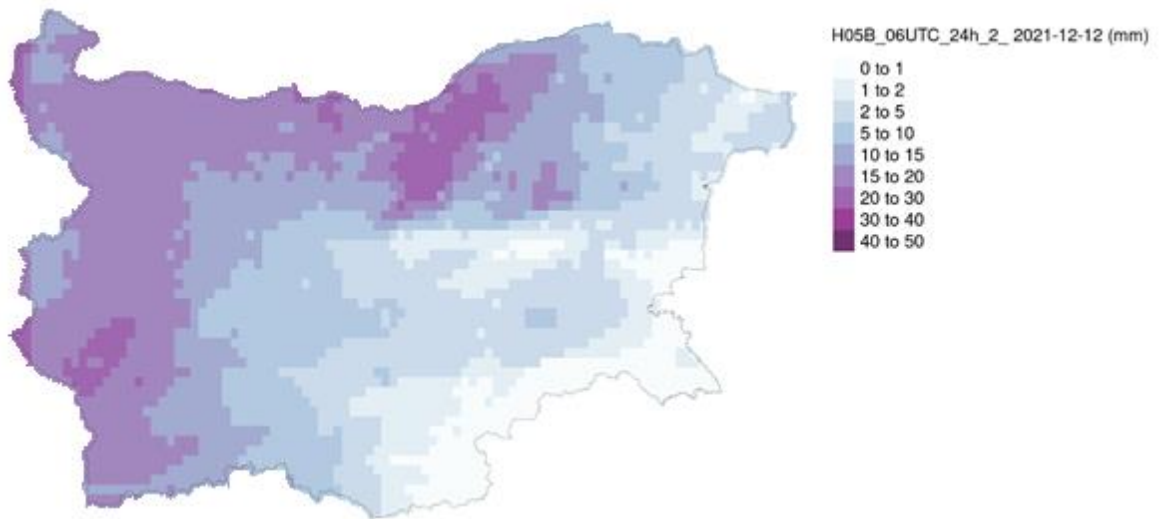 H05B_06UTC_24h_2_ 2021-12-12 (mm)
0 to 1
1 to 2
2 to 5
5 to 10
10 to 15
15 to 20
20 to 30
30 to 40
40 to 50